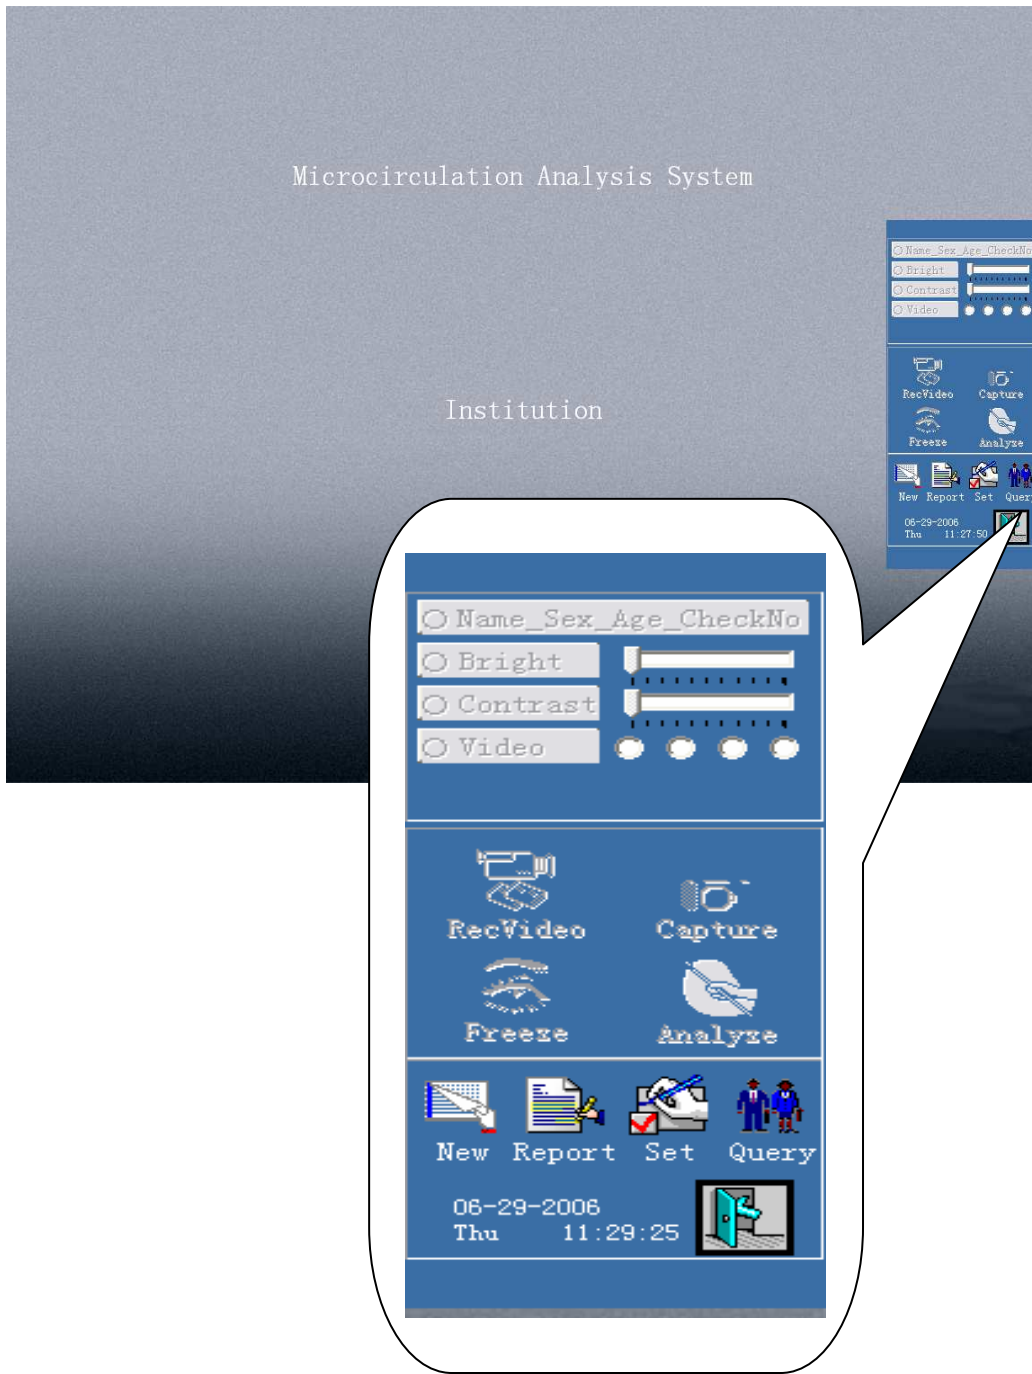 Microcirculation Analysis System
Institution
Name_Sex_Age_CheckNo
Bright
Contrast
Video
RecVideo Capture
Freeze Analyze
New Report Set Query
06-29-2006
Thu 11:27:50
Name_Sex_Age_CheckNo
Bright
Contrast
Video
RecVideo Capture
Freeze Analyze
New Report Set Query
06-29-2006
Thu 11:29:25